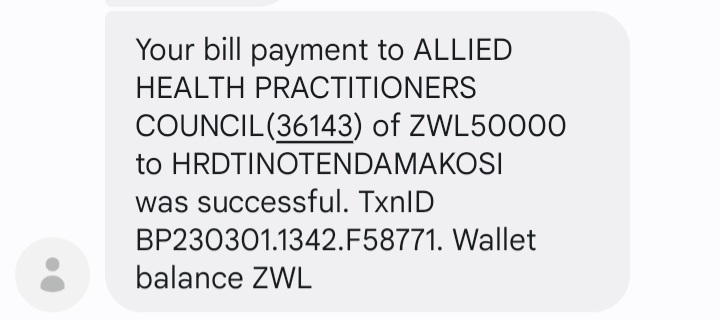 Your bill payment to ALLIED
HEALTH PRACTITIONERS
COUNCIL(36143) of ZWL50000
to HRDTINOTENDAMAKOSI
was successful. TxnID
BP230301.1342.F58771. Wallet
balance ZWL